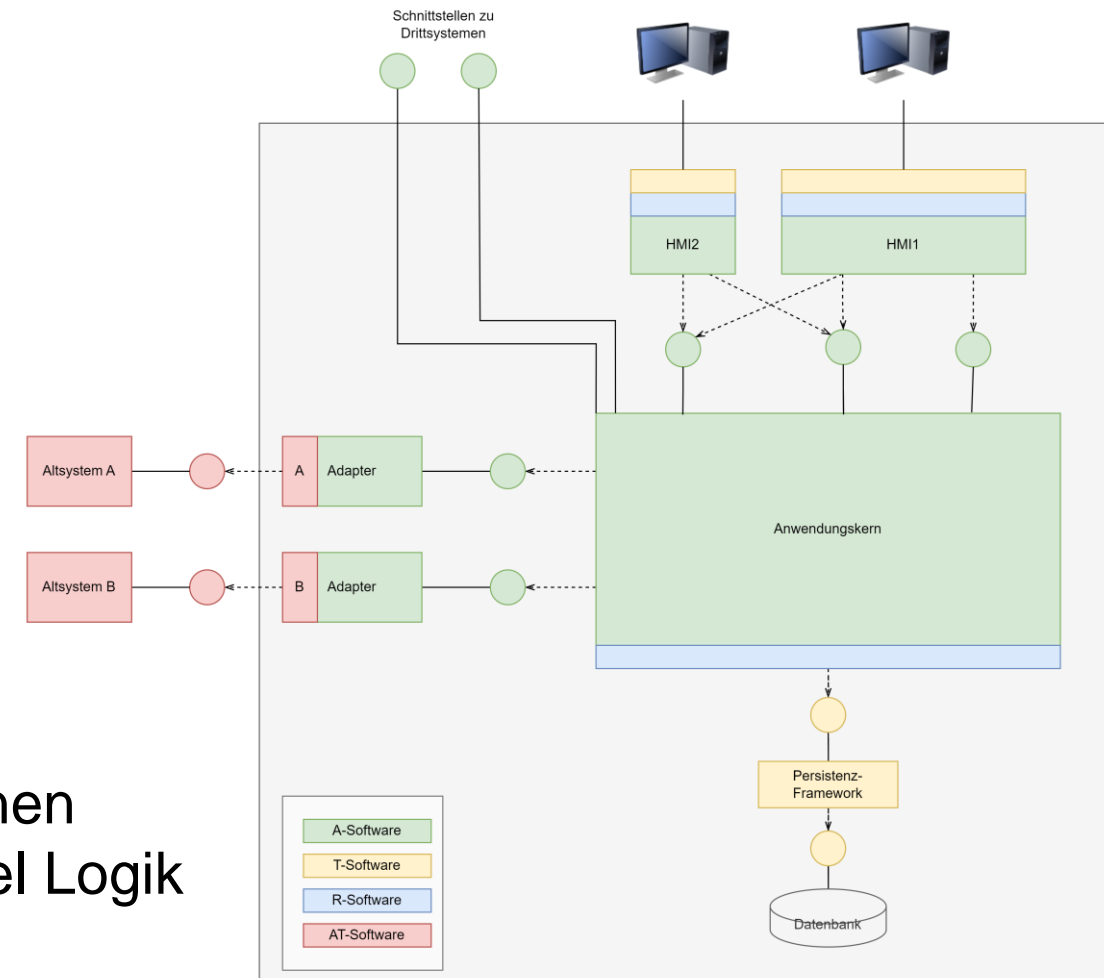 Schnittstellen zu
Drittsystemen
HMI2
HMI1
Altsystem A
A
Adapter
Anwendungskern
Altsystem B
B
Adapter
Persistenz-
Framework
Datenbank
A-Software
T-Software
R-Software
AT-Software
nen
el Logik